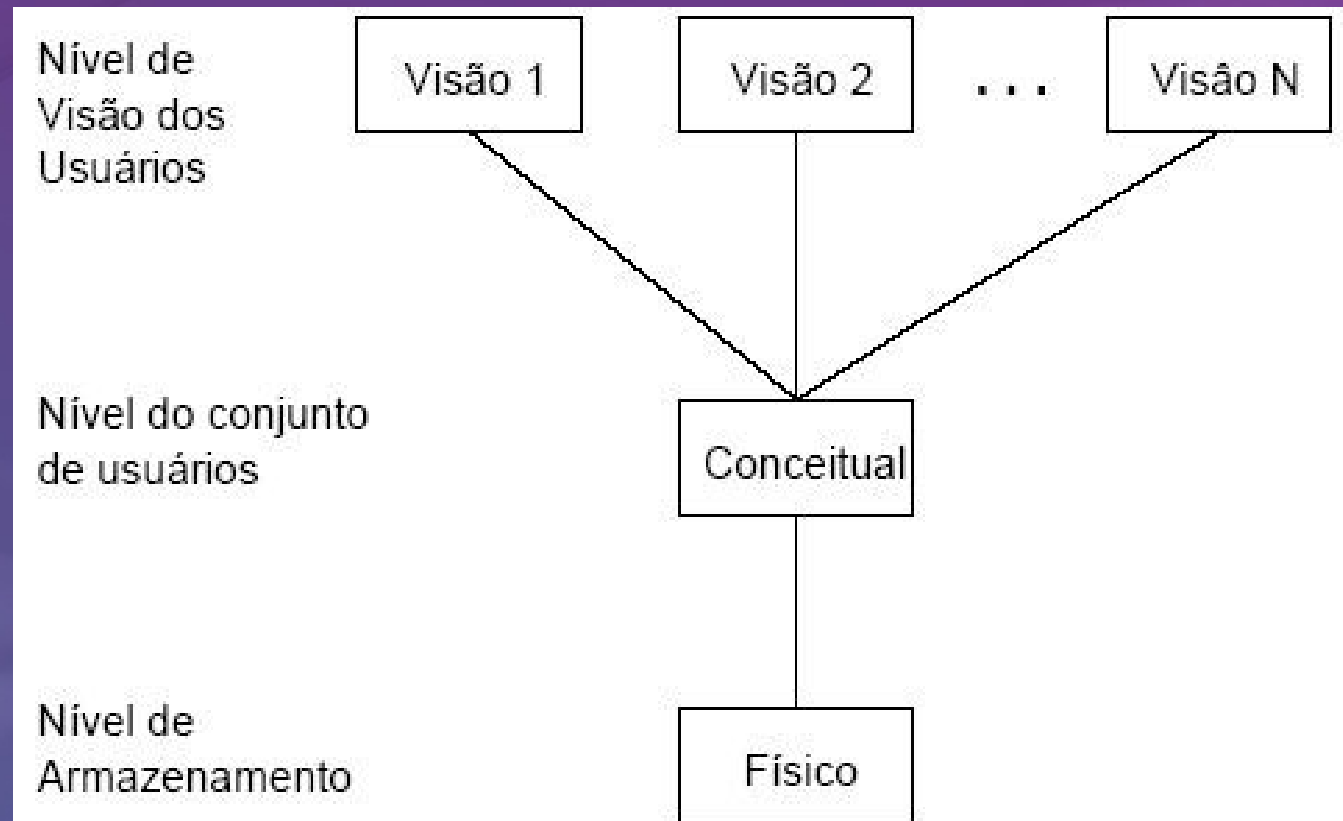 Nível de
Visão dos
Usuários
Visão 1
Visão 2
...
Visão N
Nível do conjunto
de usuários
Conceitual
Nível de
Armazenamento
Físico